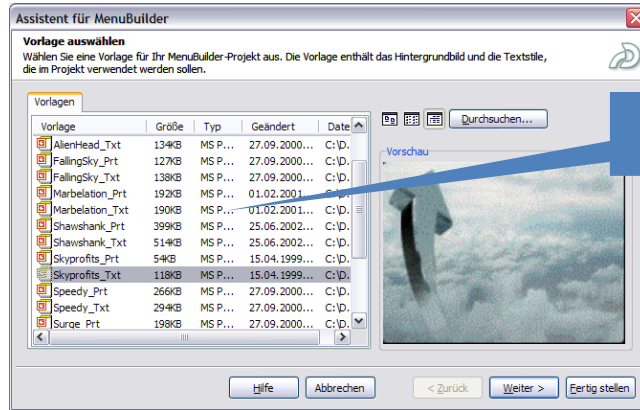 Assistent für MenuBuilder
Vorlage auswählen
Wählen Sie eine Vorlage für Ihr MenuBuilder-Projekt aus. Die Vorlage enthält das Hintergrundbild und die Textstile,
die im Projekt verwendet werden sollen.
Vorlagen
Vorlage Größe Typ Geändert Date
AlienHead_Txt 134KB MS P... 27.09.2000... C:\D.
FallingSky_Prt 127KB MS P... 27.09.2000... C:\D.
FallingSky_Txt 138KB MS P... 27.09.2000... C:\D.
Marbelation_Prt 192KB MS P... 01.02.2001... C:\D.
Marbelation_Txt 190KB MS P... 01.02.2001... C:\D.
Shawshank_Prt 399KB MS P... 25.06.2002... C:\D.
Shawshank_Txt 514KB MS P... 25.06.2002... C:\D.
Skyprofits_Prt 54KB MS P... 15.04.1999... C:\D.
Skyprofits_Txt 118KB MS P... 15.04.1999... C:\D.
Speedy_Prt 266KB MS P... 27.09.2000... C:\D.
Speedy_Txt 294KB MS P... 27.09.2000... C:\D.
Surge_Prt 198KB MS P... 27.09.2000... C:\D.
Durchsuchen...
Vorschau
Hilfe Abbrechen < Zurück Weiter > Fertig stellen